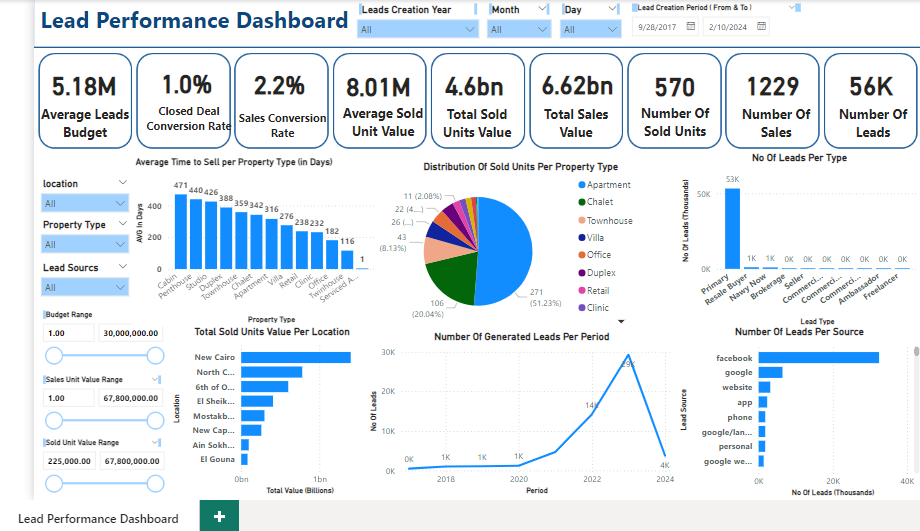 Lead Performance Dashboard
Leads Creation Year
All
Month
All
Day
All
Lead Creation Period ( From & To )
9/28/2017
2/10/2024
5.18M
Average Leads
Budget
1.0%
Closed Deal
Conversion Rate
2.2%
Sales Conversion
Rate
8.01M
Average Sold
Unit Value
4.6bn
Total Sold
Units Value
6.62bn
Total Sales
Value
570
Number Of
Sold Units
1229
Number Of
Sales
56K
Number Of
Leads
location
All
Property Type
All
Lead Sourcs
All
Budget Range
1.00
30,000,000.00
Sales Unit Value Range
1.00
67,800,000.00
Sold Unit Value Range
225,000.00
67,800,000.00
Average Time to Sell per Property Type (in Days)
AVG In Days
400
200
0
471
440
426
388
359
342
316
276
238
232
182
116
1
Cabin
Penthouse
Studio
Duplex
Townhouse
Chalet
Apartment
Villa
Retail
Clinic
Office
Twinhouse
Serviced A...
Property Type
Distribution Of Sold Units Per Property Type
11 (2.08%)
22 (4....)
26 (...)
43
(8.13%)
106
(20.04%)
271
(51.23%)
Apartment
Chalet
Townhouse
Villa
Office
Duplex
Retail
Clinic
No Of Leads Per Type
No Of Leads (Thousands)
50K
0K
53K
1K
1K
0K
0K
0K
0K
0K
0K
0K
Primary
Resale Buyer
Nawy Now
Brokerage
Seller
Commerci...
Commerci...
Commerci...
Ambassador
Freelancer
Lead Type
Total Sold Units Value Per Location
Location
New Cairo
North C...
6th of O...
El Sheik...
Mostakb...
New Cap...
Ain Sokh...
El Gouna
0bn
1bn
Total Value (Billions)
Number Of Generated Leads Per Period
No Of Leads
30K
20K
10K
0K
0K
1K
1K
1K
14K
29K
4K
2018
2020
2022
2024
Period
Number Of Leads Per Source
Lead Source
facebook
google
website
app
phone
google/lan...
personal
google we...
0K
20K
40K
No Of Leads (Thousands)
Lead Performance Dashboard
+